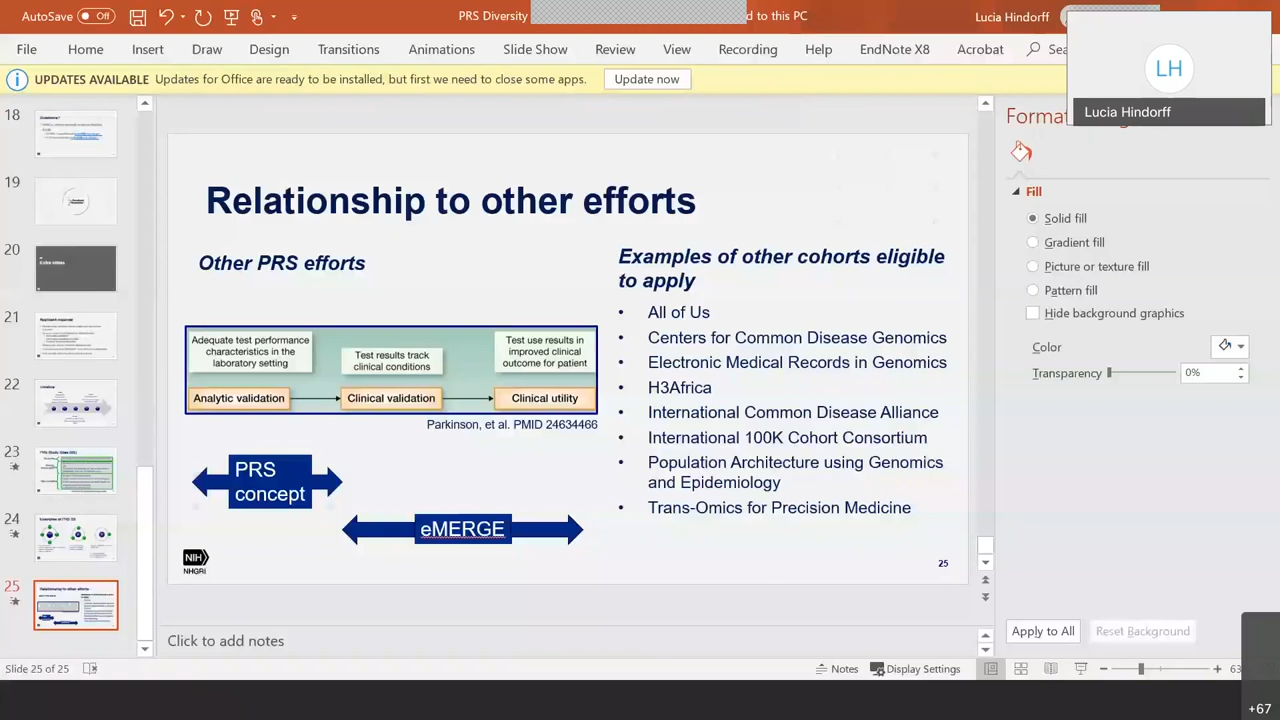 AutoSave Off
PRS Diversity
d to this PC
Lucia Hindorff
File Home Insert Draw Design Transitions Animations Slide Show Review View Recording Help EndNote X8 Acrobat
LH
Lucia Hindorff
UPDATES AVAILABLE Updates for Office are ready to be installed, but first we need to close some apps. Update now
18
19
20
21
22
23
24
25
Relationship to other efforts
Other PRS efforts
Adequate test performance
characteristics in the
laboratory setting
Test results track
clinical conditions
Test use results in
improved clinical
outcome for patient
Analytic validation
Clinical validation
Clinical utility
Parkinson, et al. PMID 24634466
PRS
concept
eMERGE
NIH
NHGRI
Examples of other cohorts eligible
to apply
• All of Us
• Centers for Common Disease Genomics
• Electronic Medical Records in Genomics
• H3Africa
• International Common Disease Alliance
• International 100K Cohort Consortium
• Population Architecture using Genomics
and Epidemiology
• Trans-Omics for Precision Medicine
25
Fill
Solid fill
Gradient fill
Picture or texture fill
Pattern fill
Hide background graphics
Color
Transparency 0%
Apply to All Reset Background
Click to add notes
Slide 25 of 25
Notes Display Settings
+67